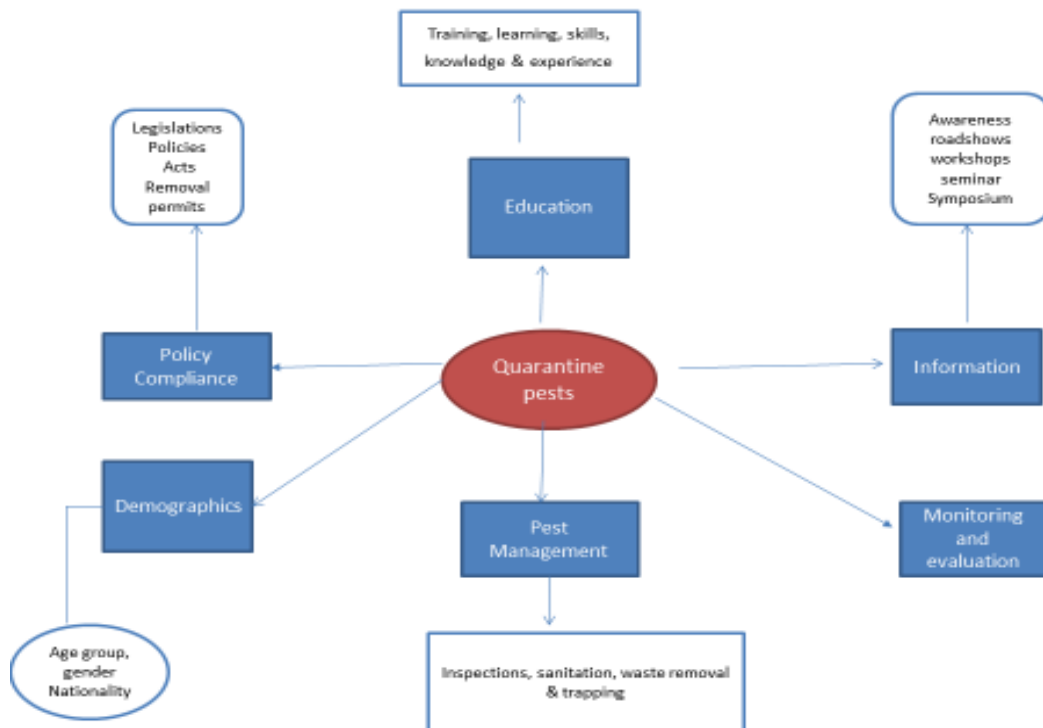 Training, learning, skills,
knowledge & experience
Legislations
Policies
Acts
Removal
permits
Awareness
roadshows
workshops
seminar
Symposium
Education
Policy
Compliance
Quarantine
pests
Information
Demographics
Pest
Management
Monitoring
and
evaluation
Age group,
gender
Nationality
Inspections, sanitation, waste removal
& trapping